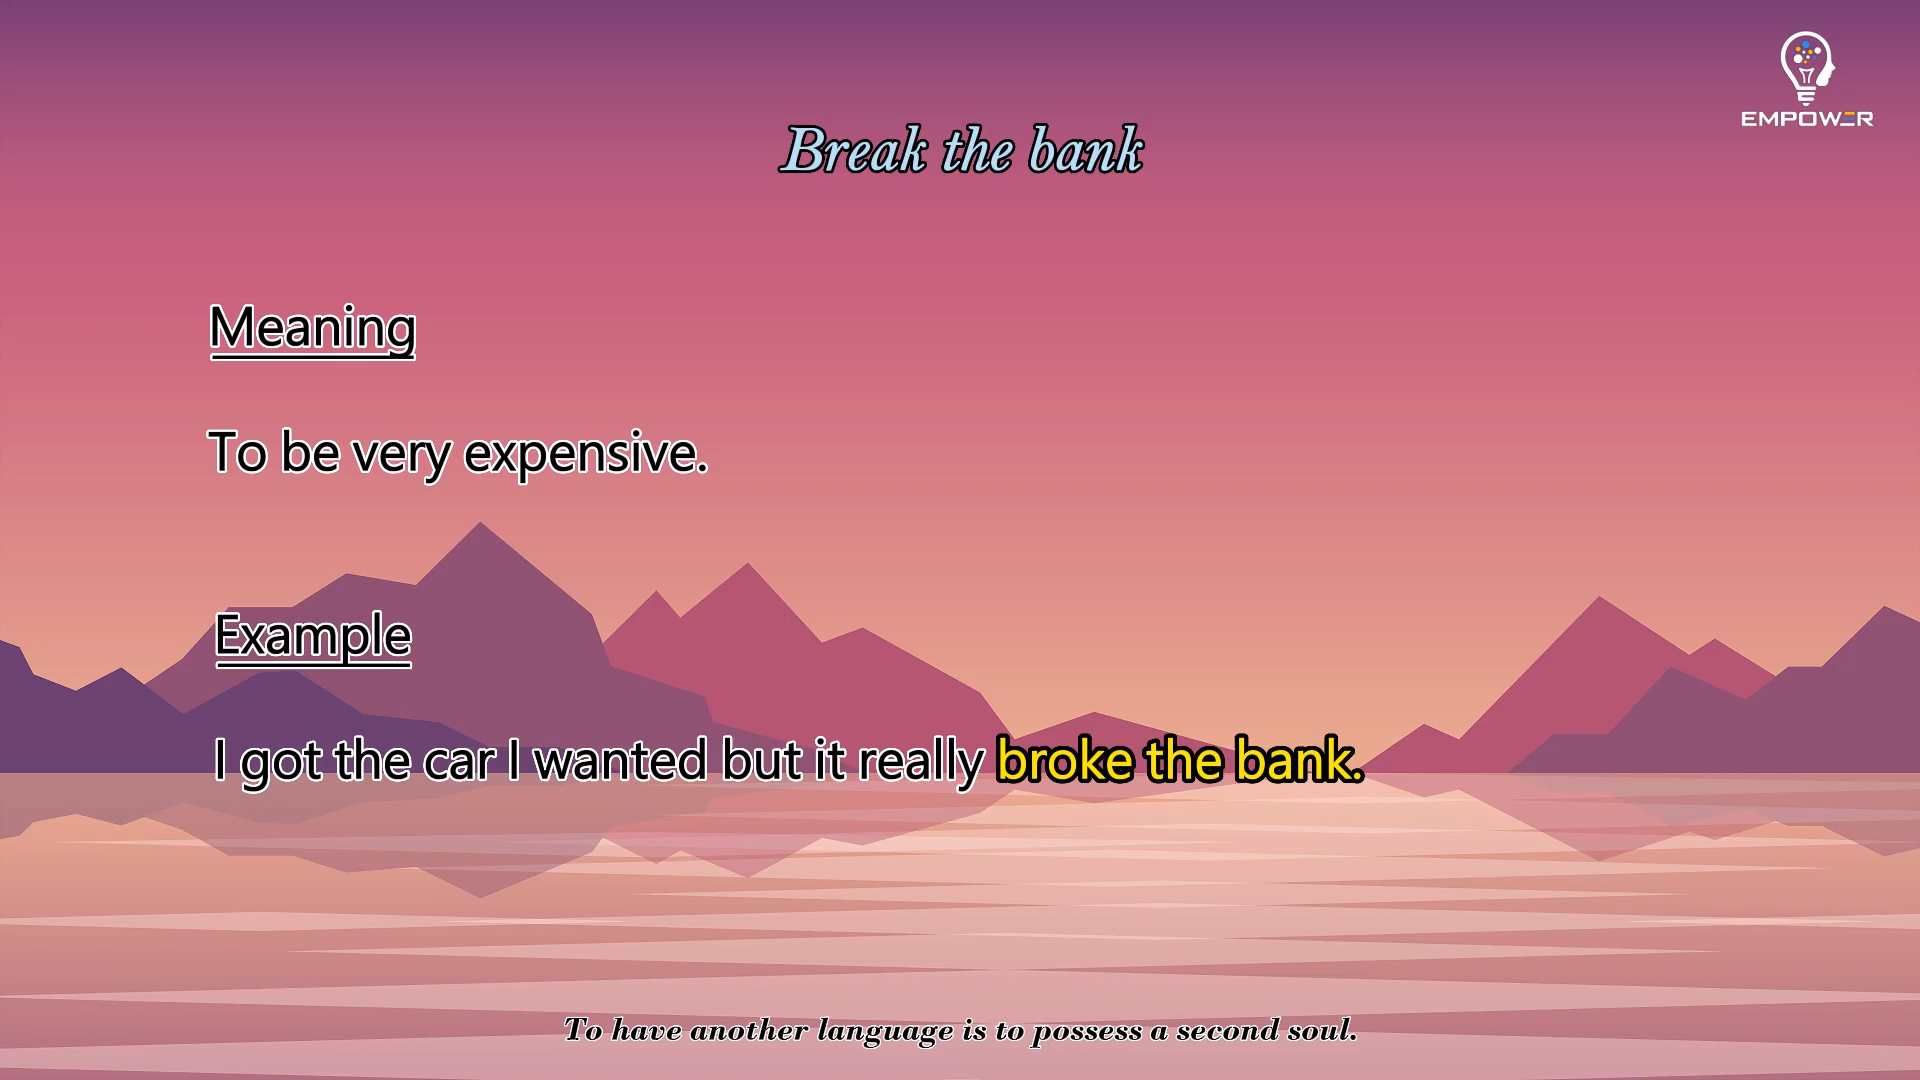 EMPOWER
Break the bank
Meaning
To be very expensive.
Example
I got the car I wanted but it really broke the bank.
To have another language is to possess a second soul.